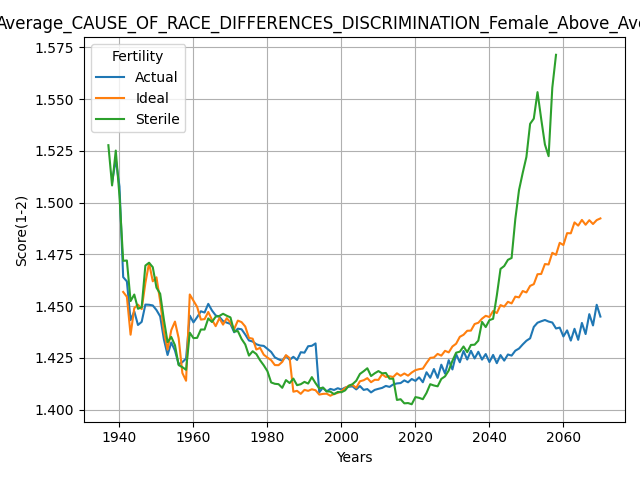 Average_CAUSE_OF_RACE_DIFFERENCES_DISCRIMINATION_Female_Above_Ave
Fertility
Actual
Ideal
Sterile
1.575
1.550
1.525
1.500
1.475
1.450
1.425
1.400
Score(1-2)
1940 1960 1980 2000 2020 2040 2060
Years